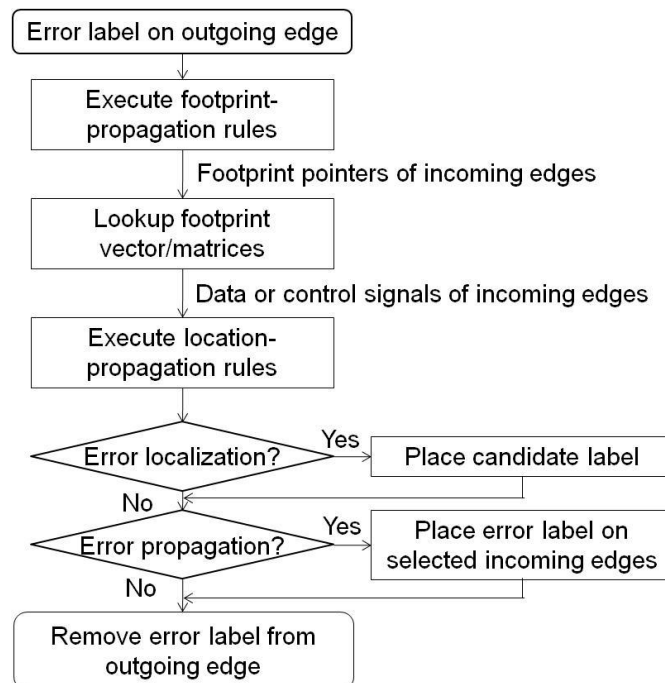 Error label on outgoing edge
Execute footprint-
propagation rules
Footprint pointers of incoming edges
Lookup footprint
vector/matrices
Data or control signals of incoming edges
Execute location-
propagation rules
Error localization?
Yes
Place candidate label
No
Error propagation?
Yes
Place error label on
selected incoming edges
No
Remove error label from
outgoing edge